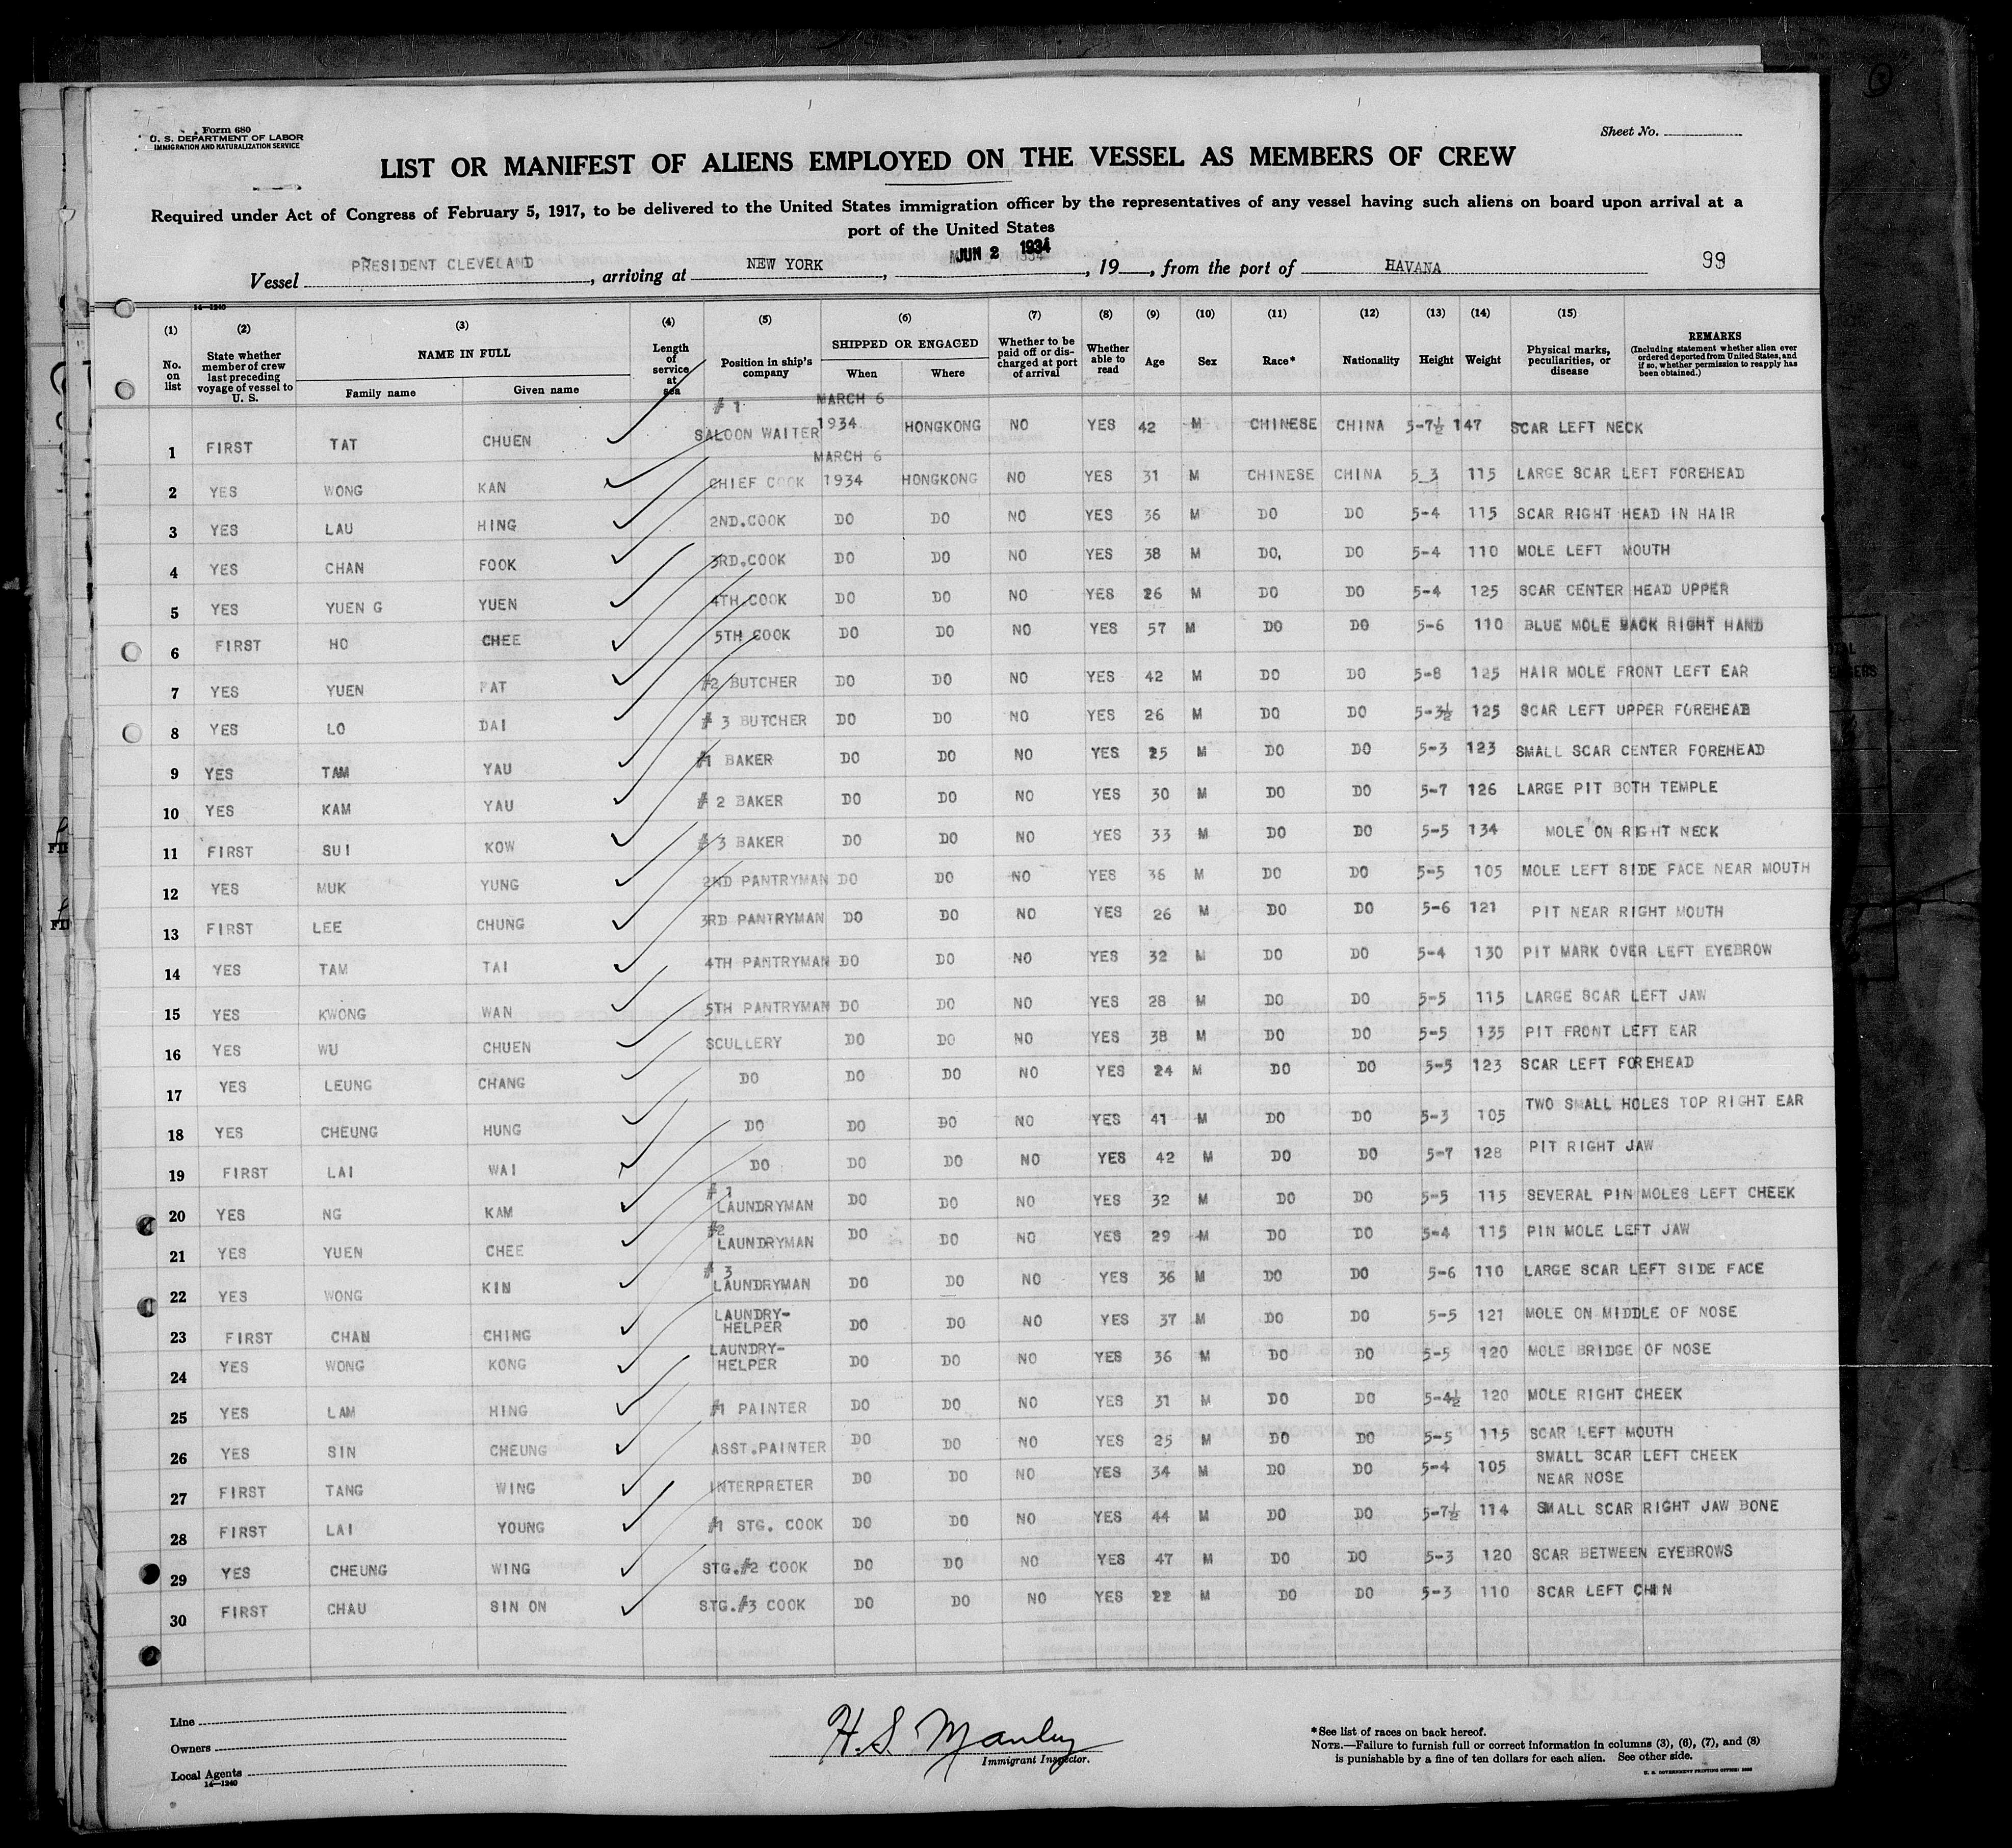 Form 680
U. S. DEPARTMENT OF LABOR
IMMIGRATION AND NATURALIZATION SERVICE
Sheet No.
LIST OR MANIFEST OF ALIENS EMPLOYED ON THE VESSEL AS MEMBERS OF CREW
Required under Act of Congress of February 5, 1917, to be delivered to the United States immigration officer by the representatives of any vessel having such aliens on board upon arrival at a
port of the United States
Vessel PRESIDENT CLEVELAND, arriving at NEW YORK, JUN 2 1934, 19, from the port of HAVANA 99
14—1240
(1) (2) (3) (4) (5) (6) (7) (8) (9) (10) (11) (12) (13) (14) (15)
No. on list
State whether member of crew last preceding voyage of vessel to U. S.
NAME IN FULL
Family name Given name
Length of service at sea
Position in ship's company
SHIPPED OR ENGAGED
When Where
Whether to be paid off or discharged at port of arrival
Whether able to read
Age Sex Race* Nationality Height Weight
Physical marks, peculiarities, or disease
REMARKS
(Including statement whether alien ever ordered deported from United States, and if so, whether permission to reapply has been obtained.)
1 FIRST TAT CHUEN #1 SALOON WAITER MARCH 6 1934 HONGKONG NO YES 42 M CHINESE CHINA 5-7½ 147 SCAR LEFT NECK
2 YES WONG KAN CHIEF COOK MARCH 6 1934 HONGKONG NO YES 31 M CHINESE CHINA 5_3 115 LARGE SCAR LEFT FOREHEAD
3 YES LAU HING 2ND.COOK DO DO NO YES 36 M DO DO 5-4 115 SCAR RIGHT HEAD IN HAIR
4 YES CHAN FOOK 3RD.COOK DO DO NO YES 38 M DO, DO 5-4 110 MOLE LEFT MOUTH
5 YES YUEN G YUEN 4TH COOK DO DO NO YES 26 M DO DO 5-4 125 SCAR CENTER HEAD UPPER
6 FIRST HO CHEE 5TH COOK DO DO NO YES 57 M DO DO 5-6 110 BLUE MOLE BACK RIGHT HAND
7 YES YUEN FAT #2 BUTCHER DO DO NO YES 42 M DO DO 5-8 125 HAIR MOLE FRONT LEFT EAR
8 YES LO DAI # 3 BUTCHER DO DO NO YES 26 M DO DO 5-3½ 125 SCAR LEFT UPPER FOREHEAD
9 YES TAM YAU #1 BAKER DO DO NO YES 25 M DO DO 5-3 123 SMALL SCAR CENTER FOREHEAD
10 YES KAM YAU # 2 BAKER DO DO NO YES 30 M DO DO 5-7 126 LARGE PIT BOTH TEMPLE
11 FIRST SUI KOW # 3 BAKER DO DO NO YES 33 M DO DO 5-5 134 MOLE ON RIGHT NECK
12 YES MUK YUNG 2ND PANTRYMAN DO DO NO YES 36 M DO DO 5-5 105 MOLE LEFT SIDE FACE NEAR MOUTH
13 FIRST LEE CHUNG 3RD PANTRYMAN DO DO NO YES 26 M DO DO 5-6 121 PIT NEAR RIGHT MOUTH
14 YES TAM TAI 4TH PANTRYMAN DO DO NO YES 32 M DO DO 5-4 130 PIT MARK OVER LEFT EYEBROW
15 YES KWONG WAN 5TH PANTRYMAN DO DO NO YES 28 M DO DO 5-5 115 LARGE SCAR LEFT JAW
16 YES WU CHUEN SCULLERY DO DO NO YES 38 M DO DO 5-5 135 PIT FRONT LEFT EAR
17 YES LEUNG CHANG DO DO DO NO YES 24 M DO DO 5-5 123 SCAR LEFT FOREHEAD
18 YES CHEUNG HUNG DO DO DO NO YES 41 M DO DO 5-3 105 TWO SMALL HOLES TOP RIGHT EAR
19 FIRST LAI WAI DO DO DO NO YES 42 M DO DO 5-7 128 PIT RIGHT JAW
20 YES NG KAM # 1 LAUNDRYMAN DO DO NO YES 32 M DO DO 5-5 115 SEVERAL PIN MOLES LEFT CHEEK
21 YES YUEN CHEE #2 LAUNDRYMAN DO DO NO YES 29 M DO DO 5-4 115 PIN MOLE LEFT JAW
22 YES WONG KIN # 3 LAUNDRYMAN DO DO NO YES 36 M DO DO 5-6 110 LARGE SCAR LEFT SIDE FACE
23 FIRST CHAN CHING LAUNDRY-HELPER DO DO NO YES 37 M DO DO 5-5 121 MOLE ON MIDDLE OF NOSE
24 YES WONG KONG LAUNDRY-HELPER DO DO NO YES 36 M DO DO 5-5 120 MOLE BRIDGE OF NOSE
25 YES LAM HING #1 PAINTER DO DO NO YES 31 M DO DO 5-4½ 120 MOLE RIGHT CHEEK
26 YES SIN CHEUNG ASST.PAINTER DO DO NO YES 25 M DO DO 5-5 115 SCAR LEFT MOUTH
27 FIRST TANG WING INTERPRETER DO DO NO YES 34 M DO DO 5-4 105 SMALL SCAR LEFT CHEEK NEAR NOSE
28 FIRST LAI YOUNG #1 STG. COOK DO DO NO YES 44 M DO DO 5-7½ 114 SMALL SCAR RIGHT JAW BONE
29 YES CHEUNG WING STG.#2 COOK DO DO NO YES 47 M DO DO 5-3 120 SCAR BETWEEN EYEBROWS
30 FIRST CHAU SIN ON STG.#3 COOK DO DO NO YES 22 M DO DO 5-3 110 SCAR LEFT CHIN
Line
Owners
Local Agents
14—1240
H. S. Manley
Immigrant Inspector.
*See list of races on back hereof.
NOTE.—Failure to furnish full or correct information in columns (3), (6), (7), and (8)
is punishable by a fine of ten dollars for each alien. See other side.
U. S. GOVERNMENT PRINTING OFFICE: